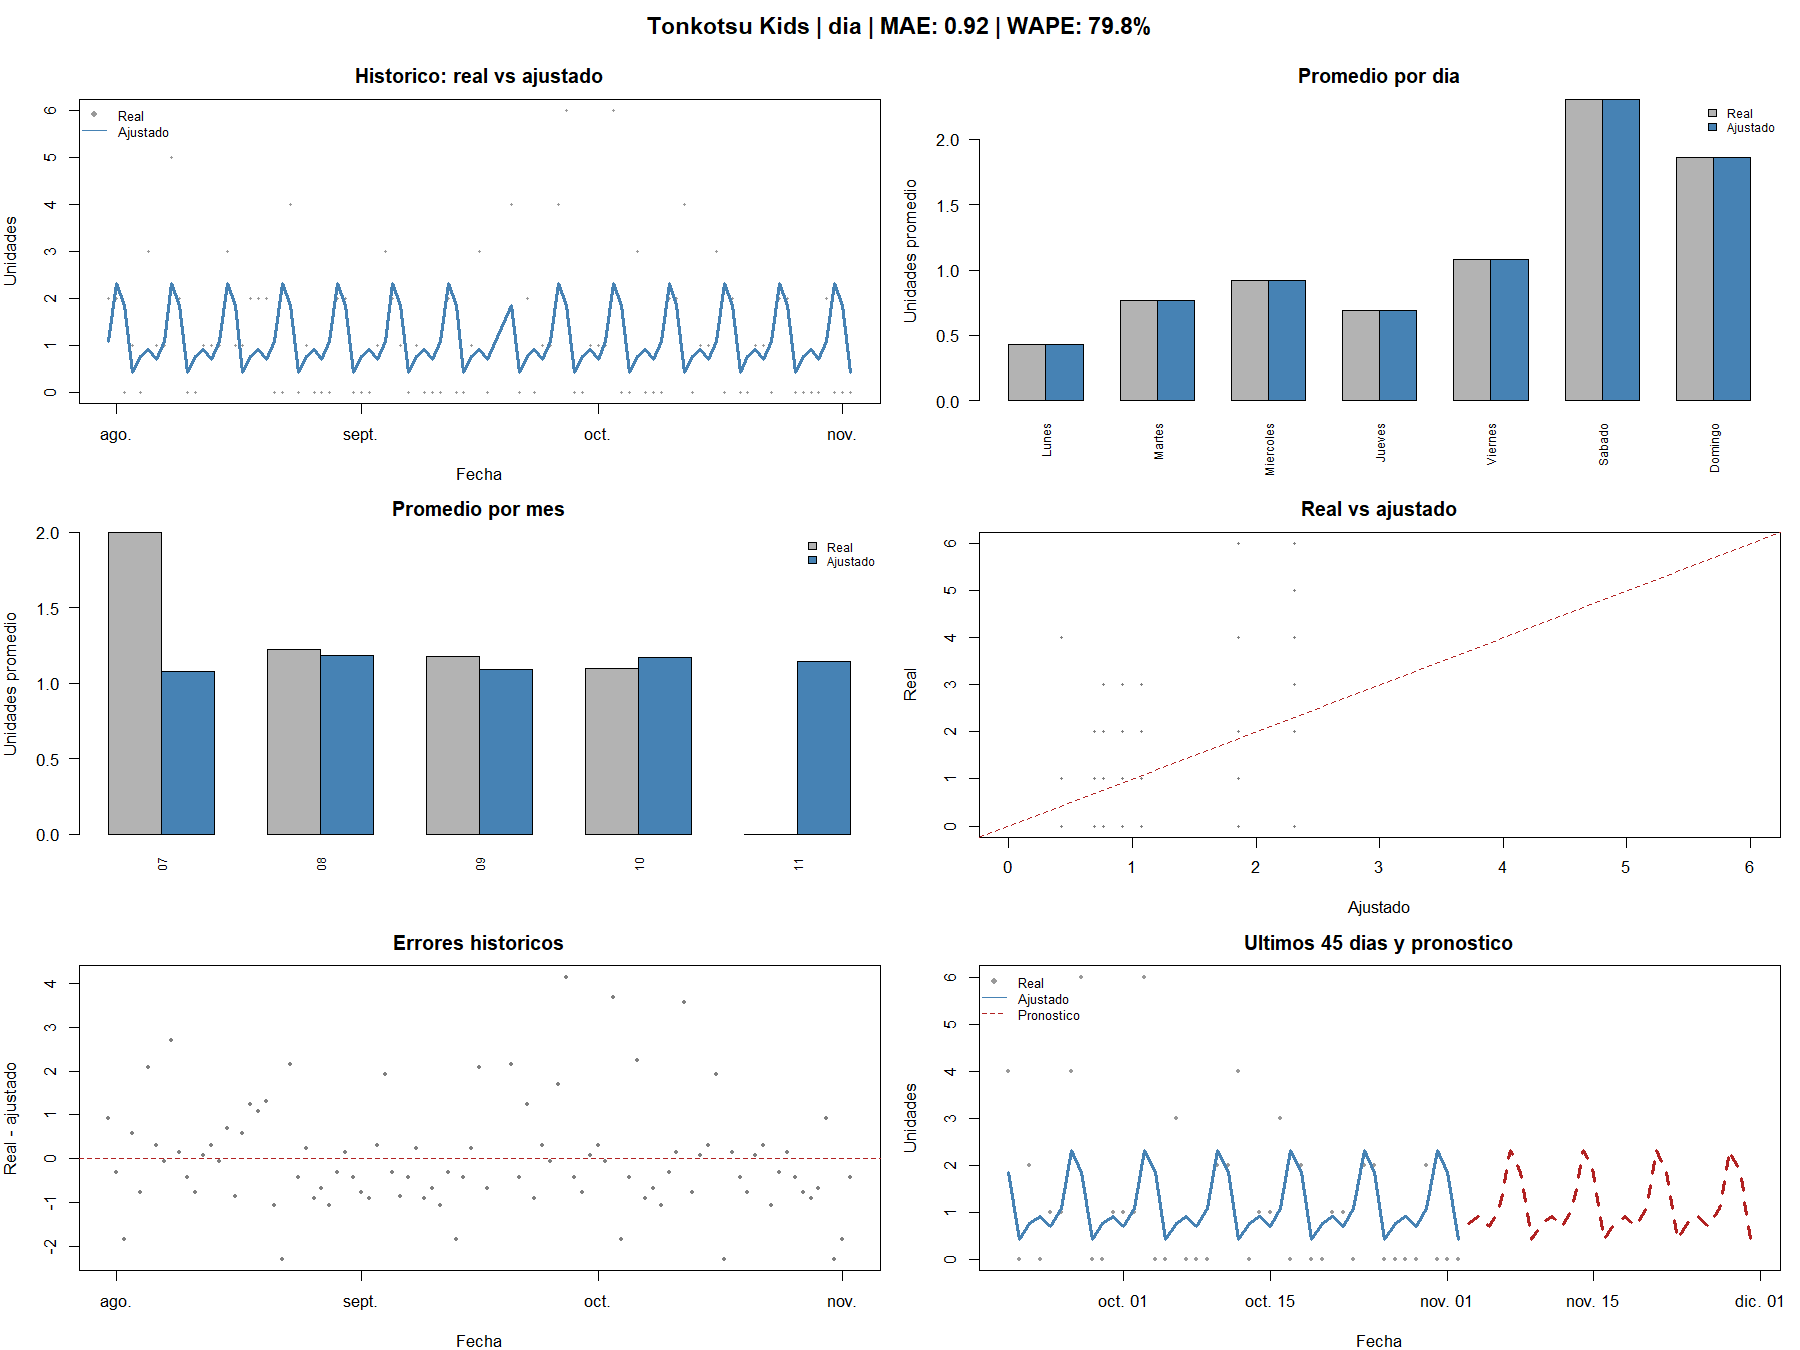 Tonkotsu Kids | dia | MAE: 0.92 | WAPE: 79.8%
Historico: real vs ajustado
Real
Ajustado
Unidades
0
1
2
3
4
5
6
ago.
sept.
oct.
nov.
Fecha
Promedio por dia
Real
Ajustado
Unidades promedio
0.0
0.5
1.0
1.5
2.0
Lunes
Martes
Miercoles
Jueves
Viernes
Sabado
Domingo
Promedio por mes
Real
Ajustado
Unidades promedio
0.0
0.5
1.0
1.5
2.0
07
08
09
10
11
Real vs ajustado
Real
0
1
2
3
4
5
6
0
1
2
3
4
5
6
Ajustado
Errores historicos
Real - ajustado
-2
-1
0
1
2
3
4
ago.
sept.
oct.
nov.
Fecha
Ultimos 45 dias y pronostico
Real
Ajustado
Pronostico
Unidades
0
1
2
3
4
5
6
oct. 01
oct. 15
nov. 01
nov. 15
dic. 01
Fecha